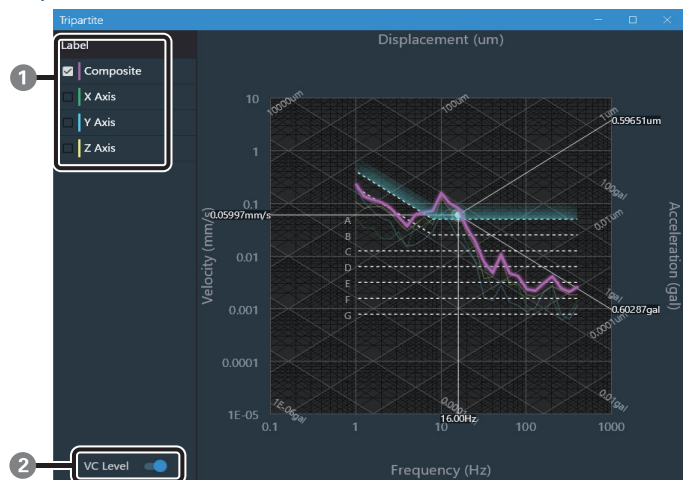 Tripartite
Label
1
Composite
X Axis
Y Axis
Z Axis
2
VC Level
Displacement (um)
10000um
100um
1um
0.59651um
10
1
0.1
0.05997mm/s
0.01
0.001
0.0001
1E-05
Velocity (mm/s)
A
B
C
D
E
F
G
100gal
0.01um
Acceleration (gal)
1gal
0.60287gal
0.0001um
0.01gal
1E-06gal
16.00Hz
0.1
1
10
100
1000
Frequency (Hz)